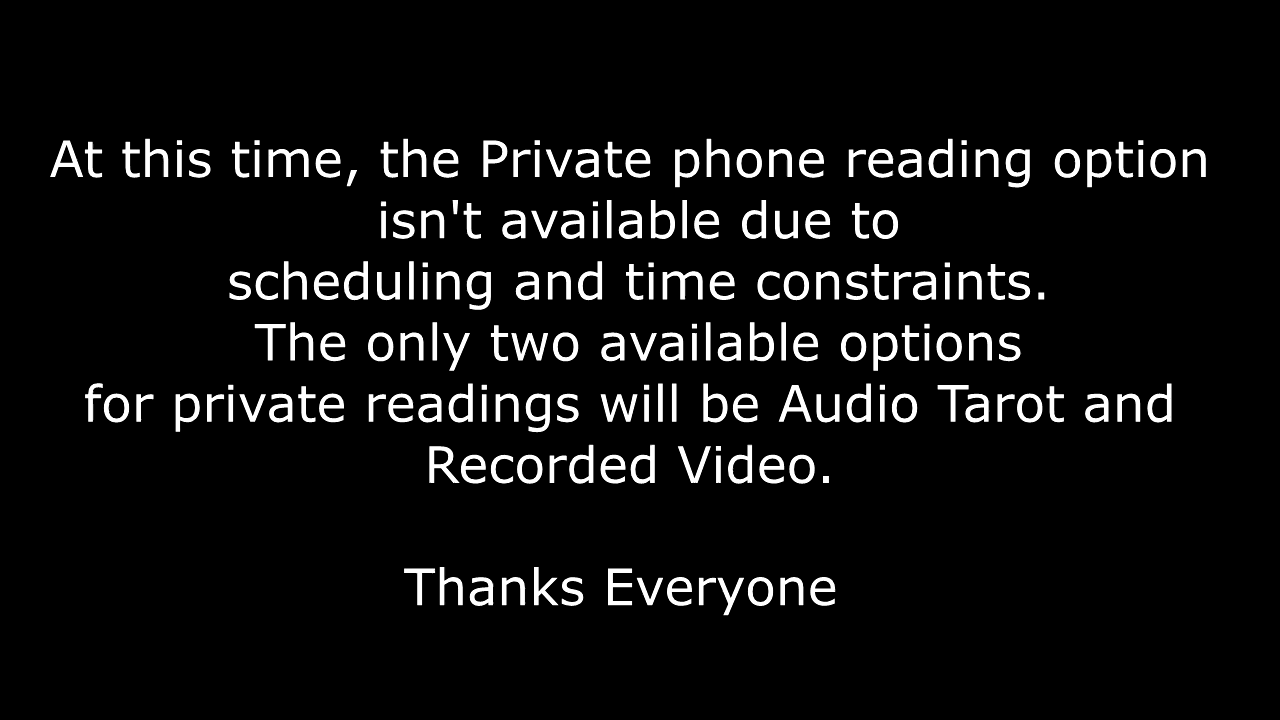 At this time, the Private phone reading option
isn't available due to
scheduling and time constraints.
The only two available options
for private readings will be Audio Tarot and
Recorded Video.
Thanks Everyone